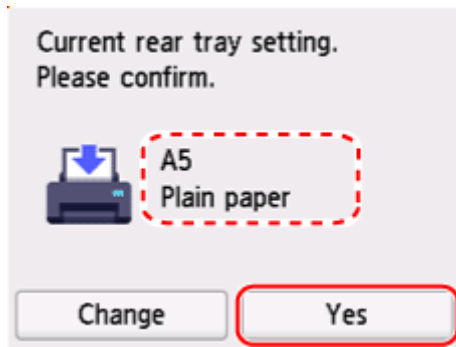 Current rear tray setting.
Please confirm.
A5
Plain paper
Change
Yes